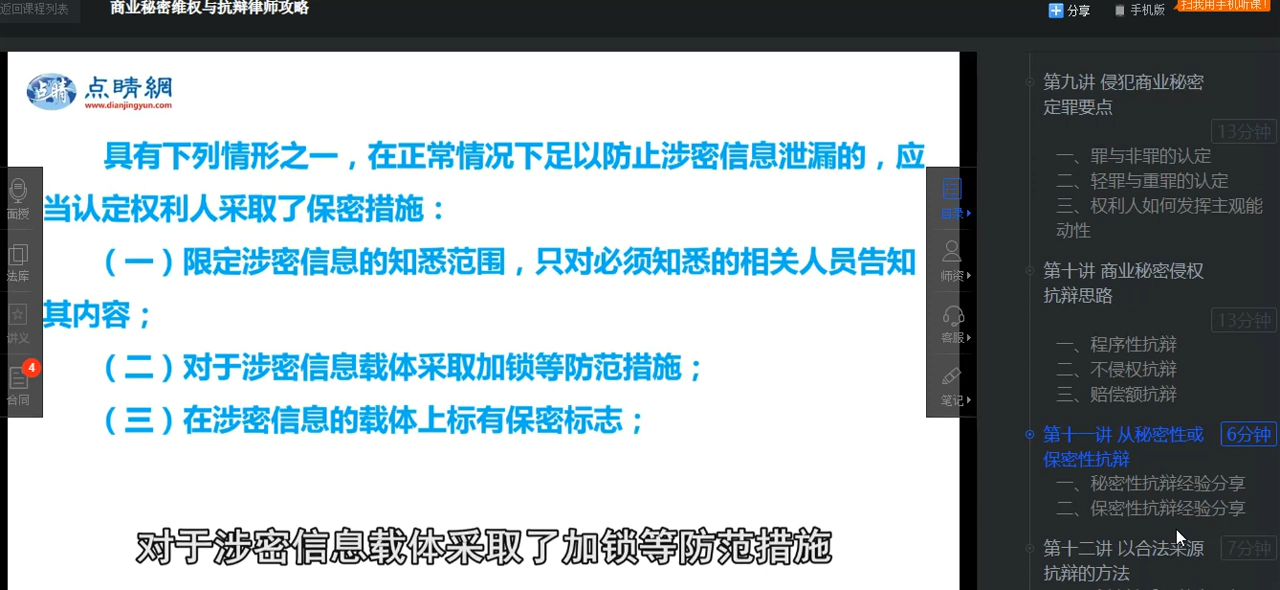 返回课程列表
商业秘密维权与抗辩律师攻略
分享
手机版
扫我用手机听课!
点睛
点睛網
www.dianjingyun.com
具有下列情形之一，在正常情况下足以防止涉密信息泄漏的，应
当认定权利人采取了保密措施：
（一）限定涉密信息的知悉范围，只对必须知悉的相关人员告知
其内容；
（二）对于涉密信息载体采取加锁等防范措施；
（三）在涉密信息的载体上标有保密标志；
对于涉密信息载体采取了加锁等防范措施
面授
法库
讲义
4
合同
目录
师资
客服
笔记
第九讲 侵犯商业秘密
定罪要点
13分钟
一、罪与非罪的认定
二、轻罪与重罪的认定
三、权利人如何发挥主观能
动性
第十讲 商业秘密侵权
抗辩思路
13分钟
一、程序性抗辩
二、不侵权抗辩
三、赔偿额抗辩
第十一讲 从秘密性或
6分钟
保密性抗辩
一、秘密性抗辩经验分享
二、保密性抗辩经验分享
第十二讲 以合法来源
7分钟
抗辩的方法